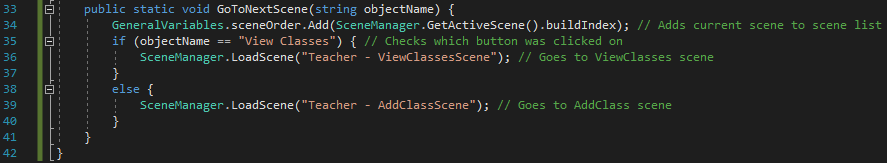 33 public static void GoToNextScene(string objectName) {
34 GeneralVariables.sceneOrder.Add(SceneManager.GetActiveScene().buildIndex); // Adds current scene to scene list
35 if (objectName == "View Classes") { // Checks which button was clicked on
36 SceneManager.LoadScene("Teacher - ViewClassesScene"); // Goes to ViewClasses scene
37 }
38 else {
39 SceneManager.LoadScene("Teacher - AddClassScene"); // Goes to AddClass scene
40 }
41 }
42 }